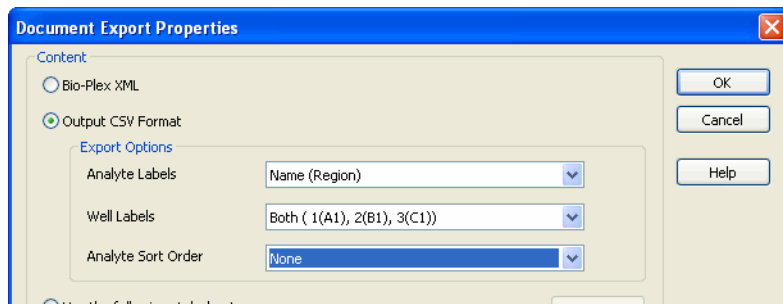 Document Export Properties
Content
Bio-Plex XML
OK
Output CSV Format
Cancel
Export Options
Analyte Labels
Name (Region)
Help
Well Labels
Both ( 1(A1), 2(B1), 3(C1))
Analyte Sort Order
None